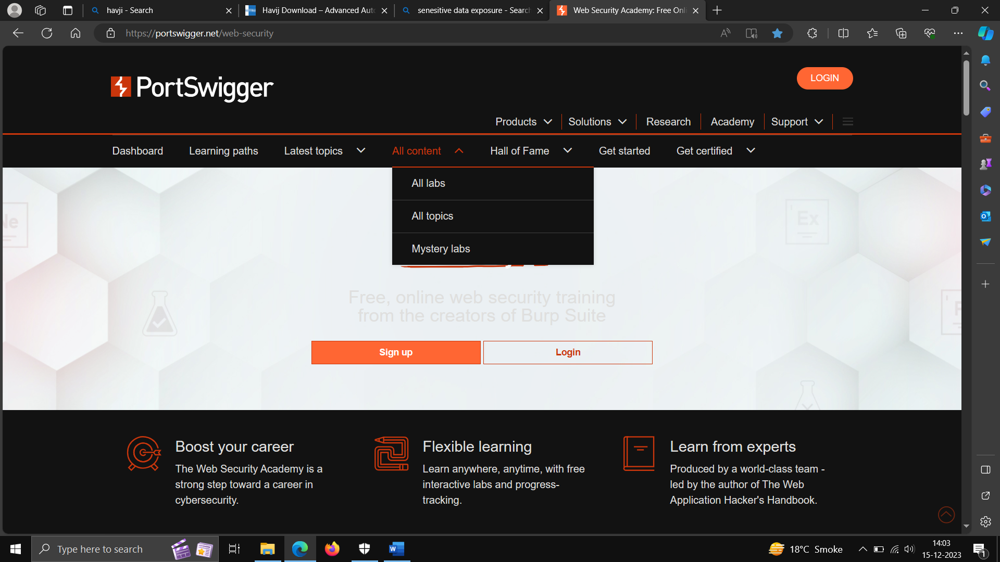 havji - Search
Havij Download – Advanced Auto
senesitive data exposure - Search
Web Security Academy: Free Onli
https://portswigger.net/web-security
PortSwigger
LOGIN
Products
Solutions
Research
Academy
Support
Dashboard
Learning paths
Latest topics
All content
Hall of Fame
Get started
Get certified
All labs
All topics
Mystery labs
Ne
Ex
Free, online web security training
from the creators of Burp Suite
Sign up
Login
Boost your career
The Web Security Academy is a
strong step toward a career in
cybersecurity.
Flexible learning
Learn anywhere, anytime, with free
interactive labs and progress-
tracking.
Learn from experts
Produced by a world-class team -
led by the author of The Web
Application Hacker's Handbook.
Type here to search
18°C Smoke
14:03
15-12-2023
1